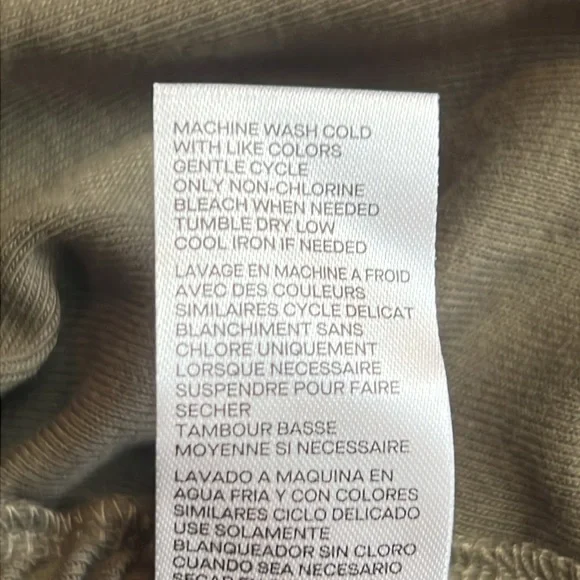 MACHINE WASH COLD
WITH LIKE COLORS
GENTLE CYCLE
ONLY NON-CHLORINE
BLEACH WHEN NEEDED
TUMBLE DRY LOW
COOL IRON IF NEEDED
LAVAGE EN MACHINE A FROID
AVEC DES COULEURS
SIMILAIRES CYCLE DELICAT
BLANCHIMENT SANS
CHLORE UNIQUEMENT
LORSQUE NECESSAIRE
SUSPENDRE POUR FAIRE
SECHER
TAMBOUR BASSE
MOYENNE SI NECESSAIRE
LAVADO A MAQUINA EN
AGUA FRIA Y CON COLORES
SIMILARES CICLO DELICADO
USE SOLAMENTE
BLANQUEADOR SIN CLORO
CUANDO SEA NECESARIO